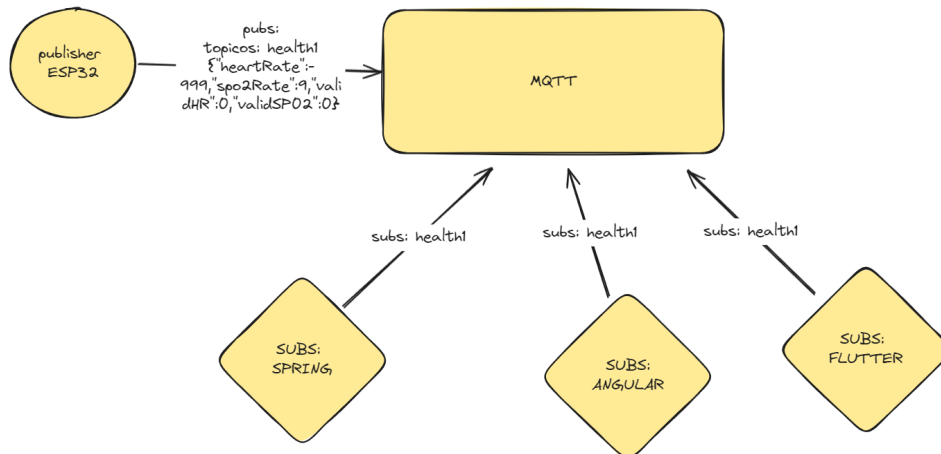 publisher
ESP32
pubs:
topicos: health1
{"heartRate":-
999,"spo2Rate":9,"vali
dHR":0,"validSPO2":0}
MQTT
subs: health1
subs: health1
subs: health1
SUBS:
SPRING
SUBS:
ANGULAR
SUBS:
FLUTTER